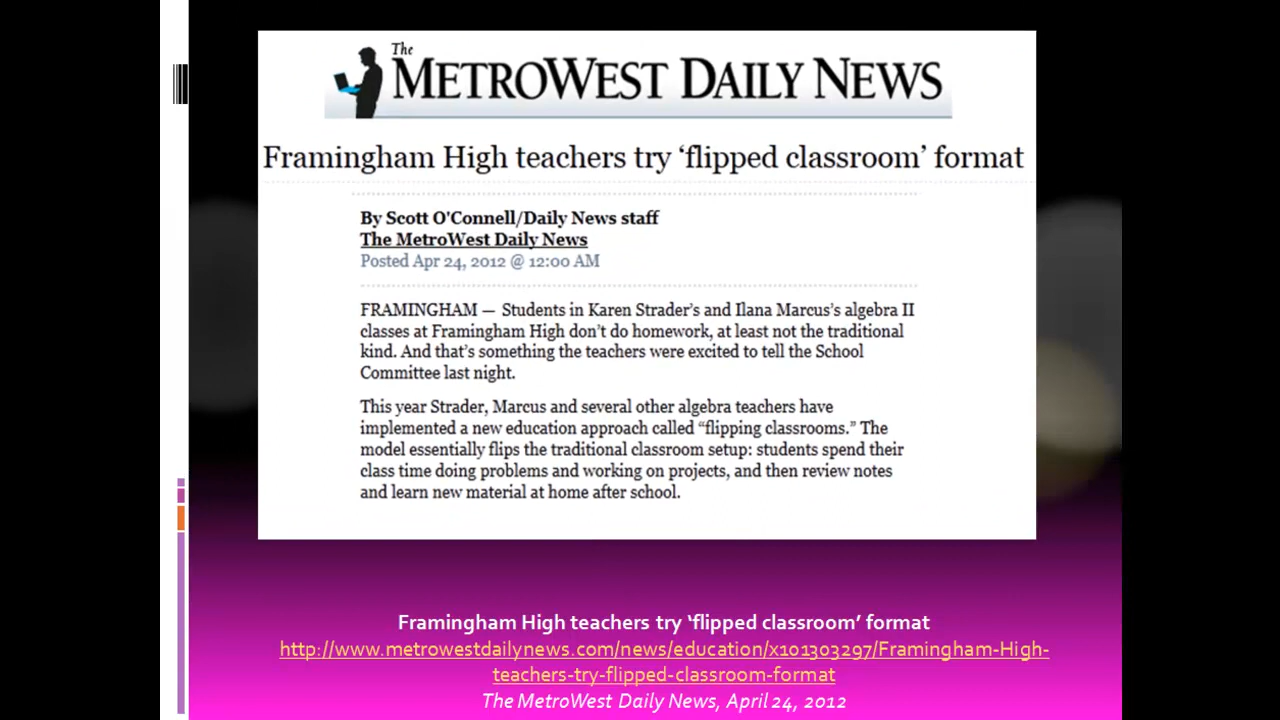 The
METROWEST DAILY NEWS
Framingham High teachers try ‘flipped classroom’ format
By Scott O'Connell/Daily News staff
The MetroWest Daily News
Posted Apr 24, 2012 @ 12:00 AM
FRAMINGHAM — Students in Karen Strader’s and Ilana Marcus’s algebra II
classes at Framingham High don’t do homework, at least not the traditional
kind. And that’s something the teachers were excited to tell the School
Committee last night.
This year Strader, Marcus and several other algebra teachers have
implemented a new education approach called “flipping classrooms.” The
model essentially flips the traditional classroom setup: students spend their
class time doing problems and working on projects, and then review notes
and learn new material at home after school.
Framingham High teachers try ‘flipped classroom’ format
http://www.metrowestdailynews.com/news/education/x101303297/Framingham-High-
teachers-try-flipped-classroom-format
The MetroWest Daily News, April 24, 2012